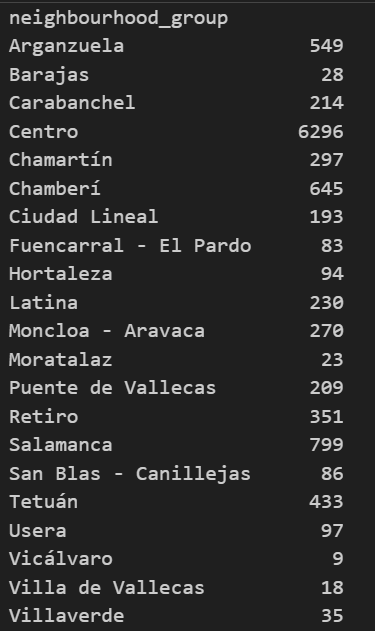 neighbourhood_group
Arganzuela 549
Barajas 28
Carabanchel 214
Centro 6296
Chamartín 297
Chamberí 645
Ciudad Lineal 193
Fuencarral - El Pardo 83
Hortaleza 94
Latina 230
Moncloa - Aravaca 270
Moratalaz 23
Puente de Vallecas 209
Retiro 351
Salamanca 799
San Blas - Canillejas 86
Tetuán 433
Usera 97
Vicálvaro 9
Villa de Vallecas 18
Villaverde 35